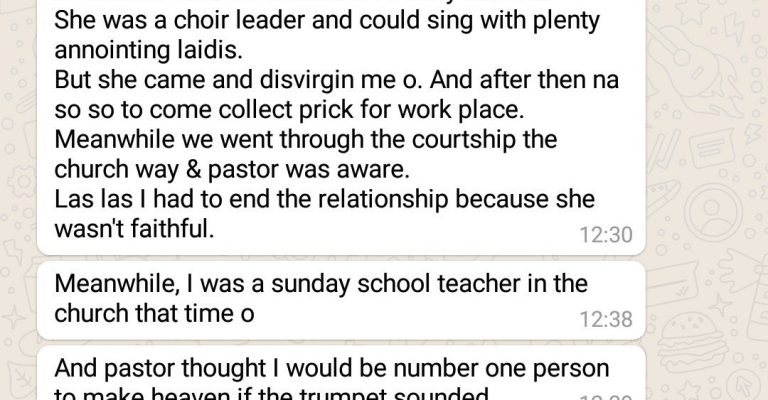 She was a choir leader and could sing with plenty
annointing laidis.
But she came and disvirgin me o. And after then na
so so to come collect prick for work place.
Meanwhile we went through the courtship the
church way & pastor was aware.
Las las I had to end the relationship because she
wasn't faithful.
12:30
Meanwhile, I was a sunday school teacher in the
church that time o
12:38
And pastor thought I would be number one person
to make heaven if the trumpet sounded